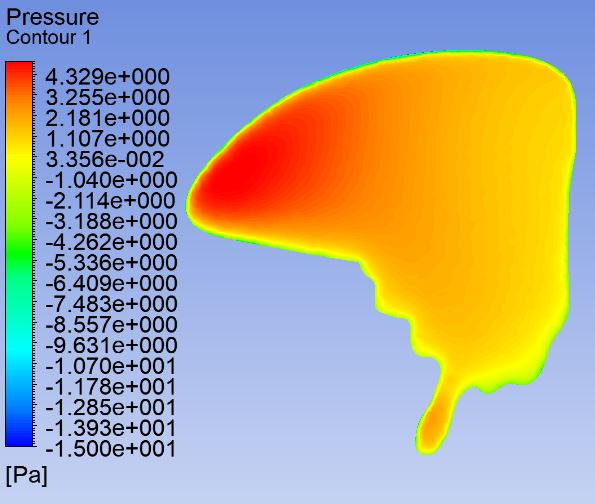 Pressure
Contour 1
4.329e+000
3.255e+000
2.181e+000
1.107e+000
3.356e-002
-1.040e+000
-2.114e+000
-3.188e+000
-4.262e+000
-5.336e+000
-6.409e+000
-7.483e+000
-8.557e+000
-9.631e+000
-1.070e+001
-1.178e+001
-1.285e+001
-1.393e+001
-1.500e+001
[Pa]